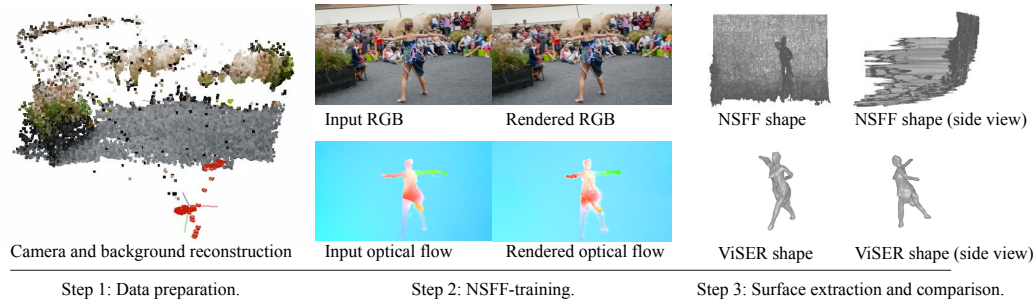 Input RGB
Rendered RGB
NSFF shape
NSFF shape (side view)
Camera and background reconstruction
Input optical flow
Rendered optical flow
ViSER shape
ViSER shape (side view)
Step 1: Data preparation.
Step 2: NSFF-training.
Step 3: Surface extraction and comparison.